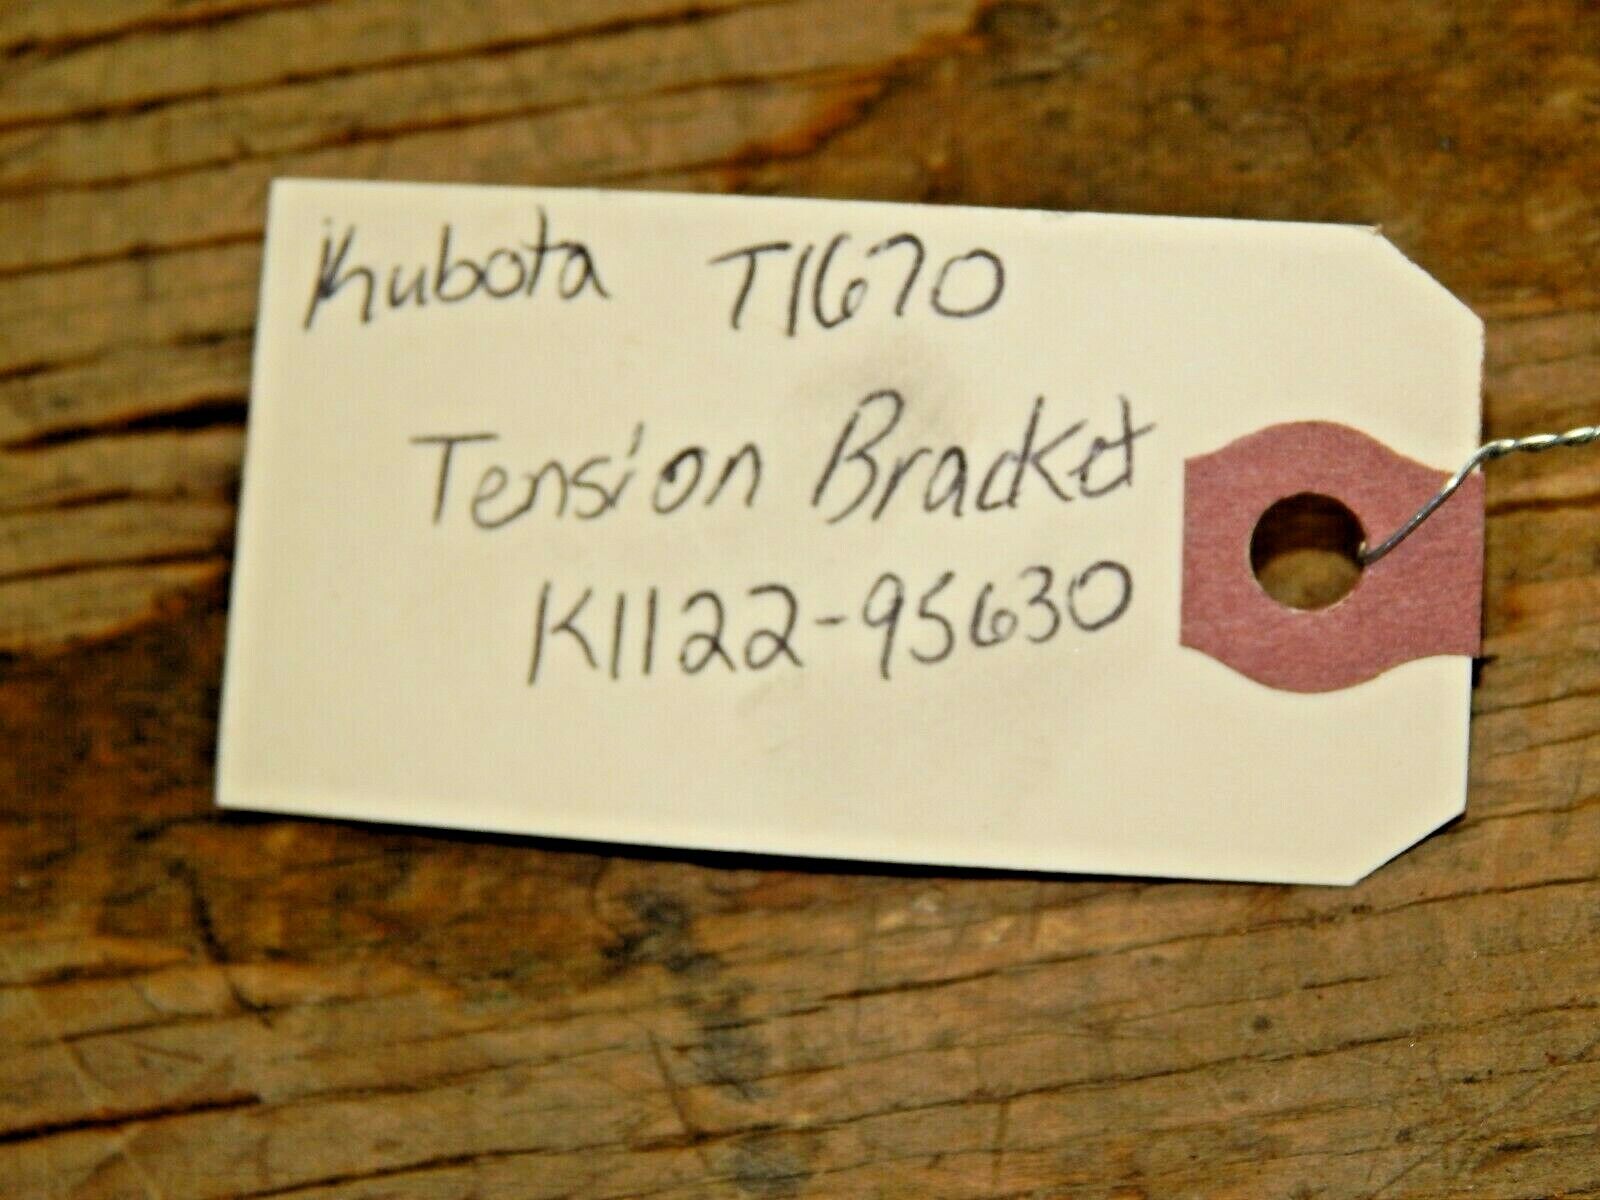 Kubota T1670
Tension Bracket
K1122-95630